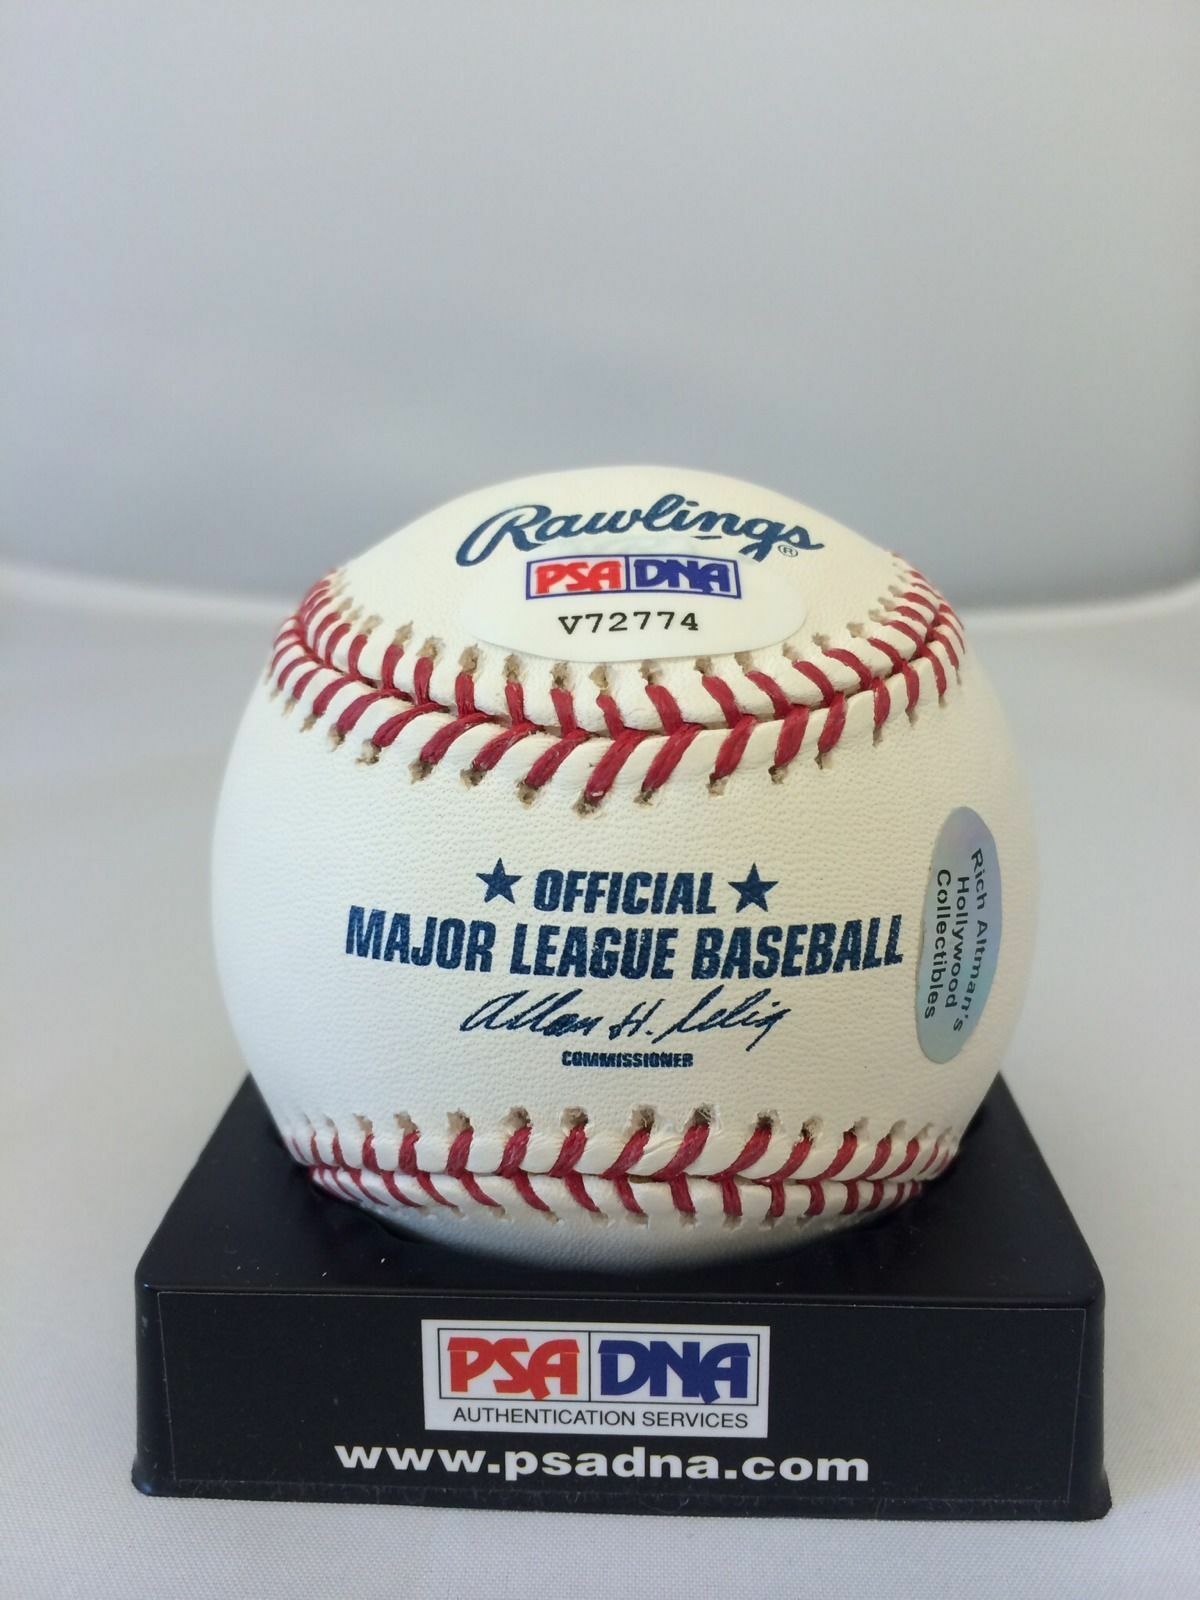 Rawlings®
PSA DNA
V72774
★ OFFICIAL ★
MAJOR LEAGUE BASEBALL
Allan H. Selig
COMMISSIONER
Rich Altman's
Hollywood
Collectibles
PSA DNA
AUTHENTICATION SERVICES
www.psadna.com